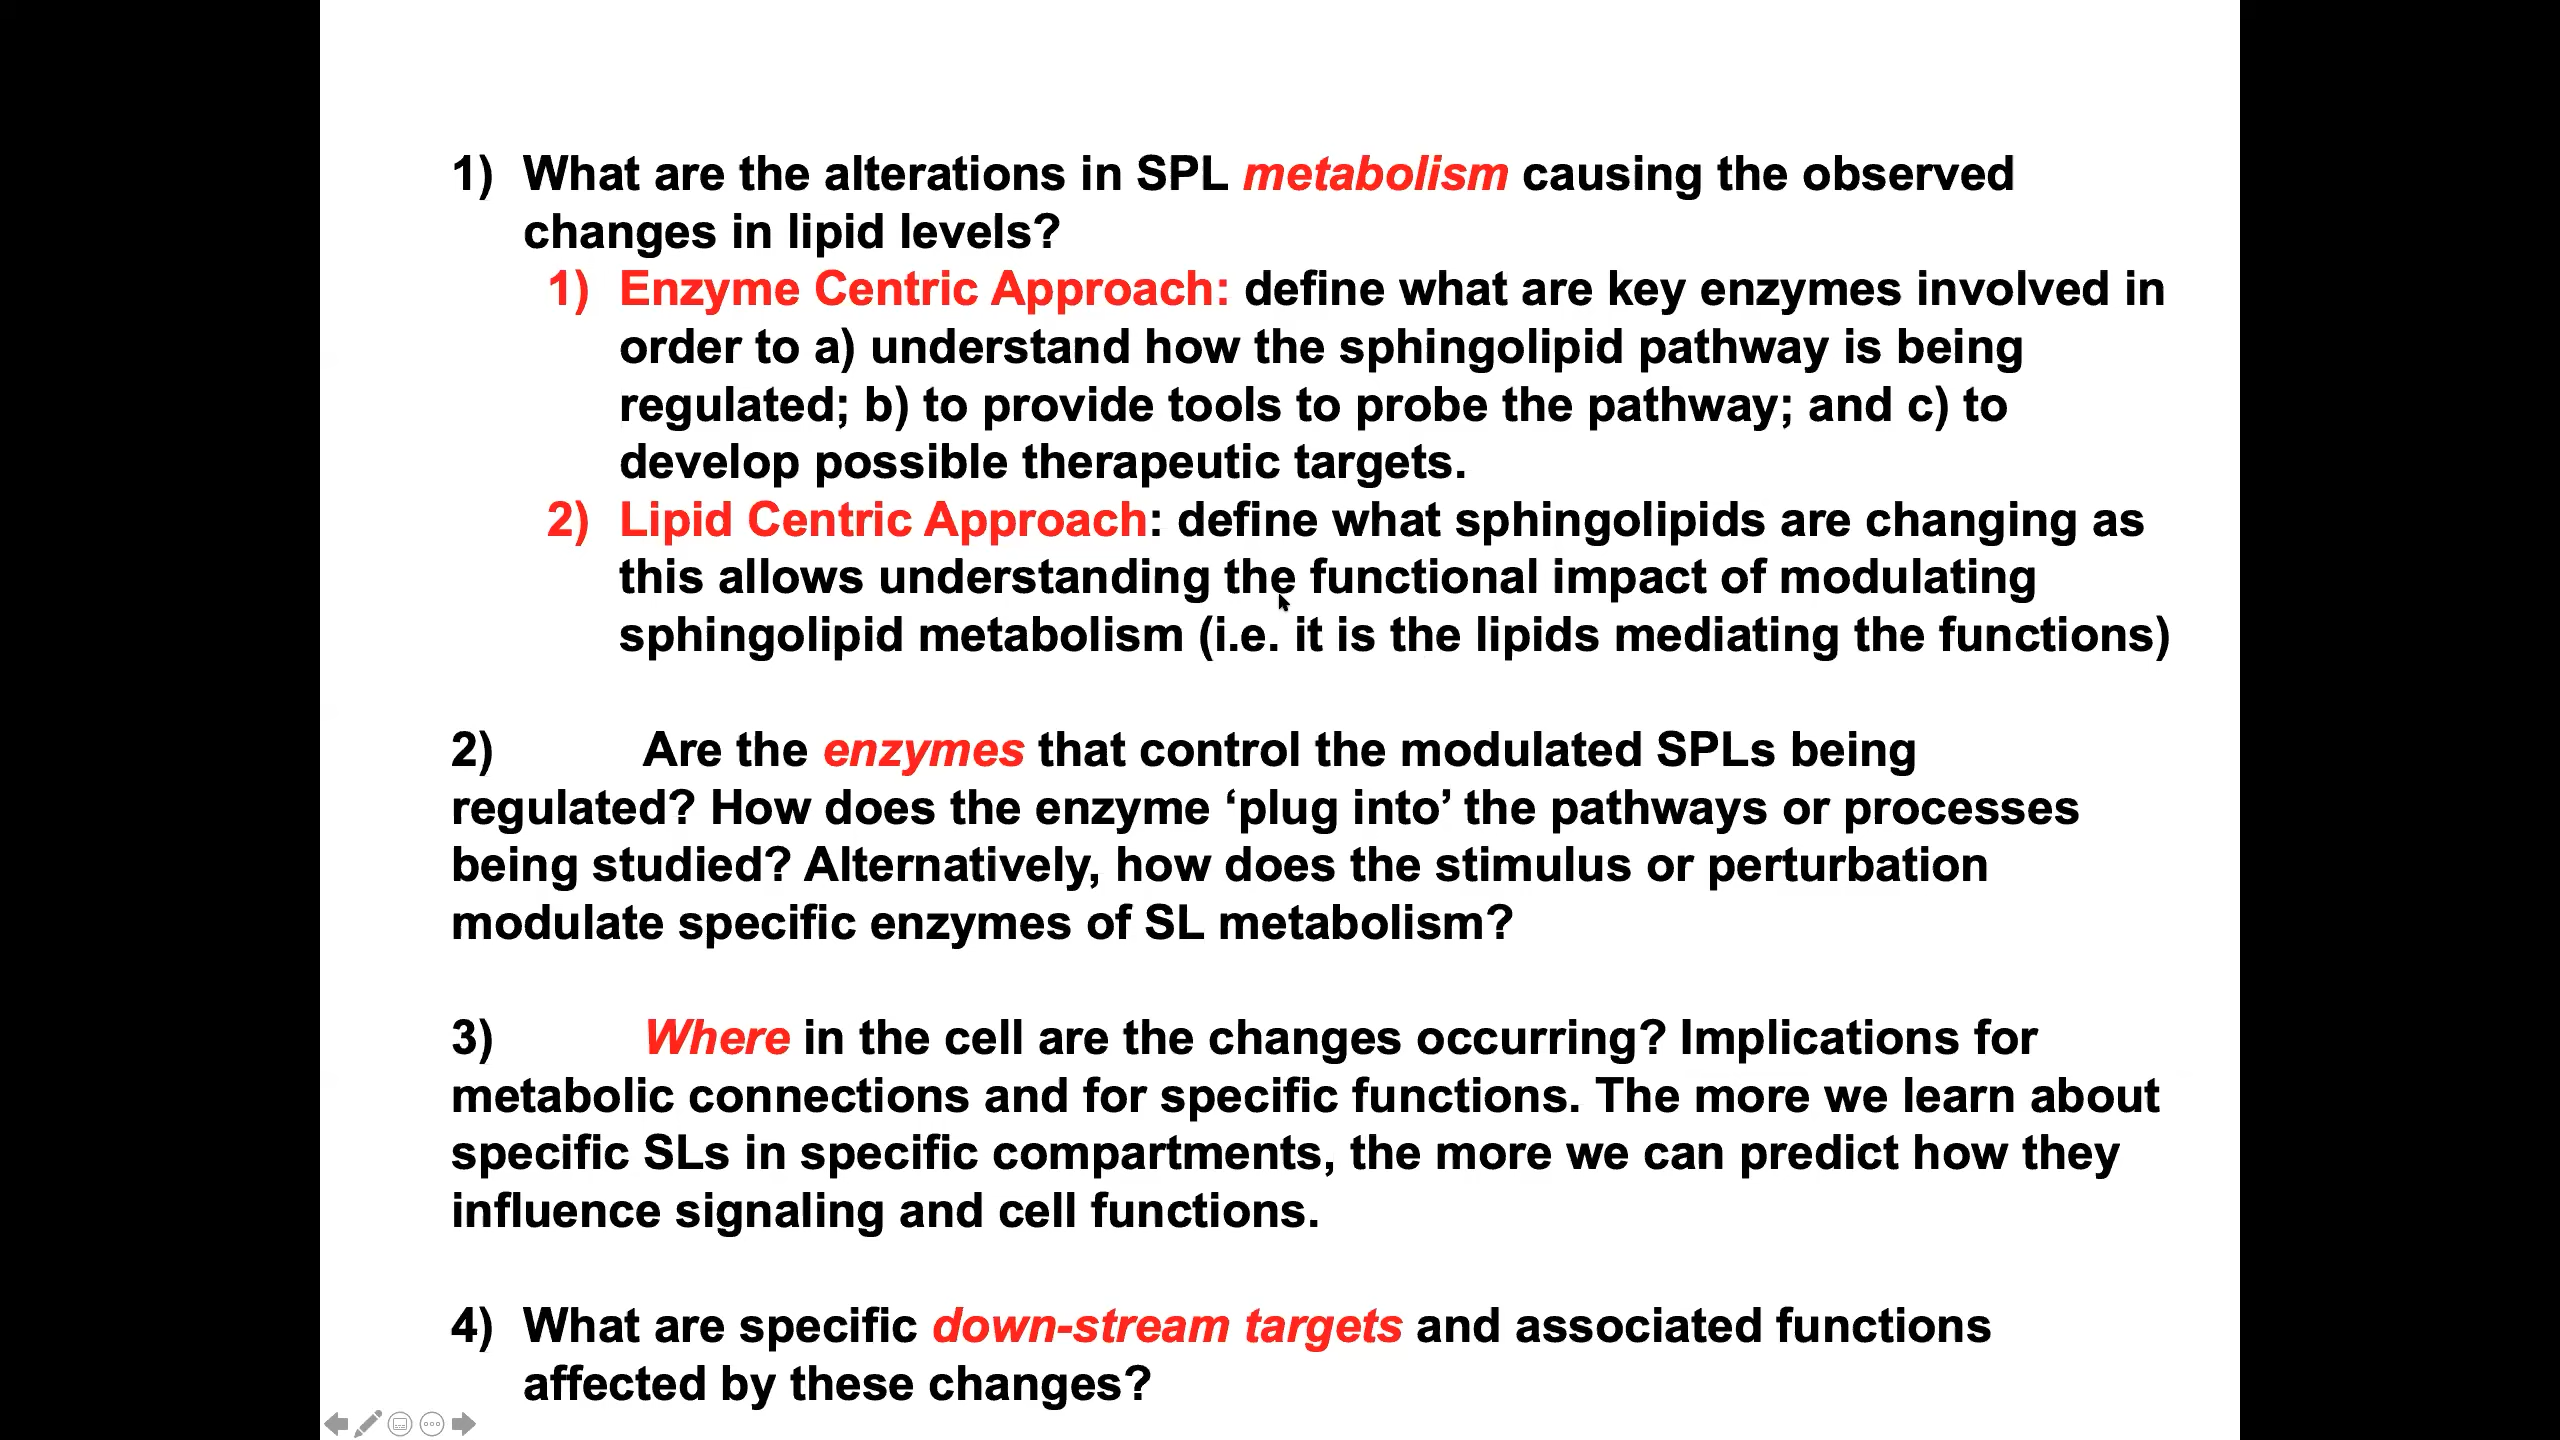 1) What are the alterations in SPL metabolism causing the observed
changes in lipid levels?
1) Enzyme Centric Approach: define what are key enzymes involved in
order to a) understand how the sphingolipid pathway is being
regulated; b) to provide tools to probe the pathway; and c) to
develop possible therapeutic targets.
2) Lipid Centric Approach: define what sphingolipids are changing as
this allows understanding the functional impact of modulating
sphingolipid metabolism (i.e. it is the lipids mediating the functions)
2) Are the enzymes that control the modulated SPLs being
regulated? How does the enzyme ‘plug into’ the pathways or processes
being studied? Alternatively, how does the stimulus or perturbation
modulate specific enzymes of SL metabolism?
3) Where in the cell are the changes occurring? Implications for
metabolic connections and for specific functions. The more we learn about
specific SLs in specific compartments, the more we can predict how they
influence signaling and cell functions.
4) What are specific down-stream targets and associated functions
affected by these changes?